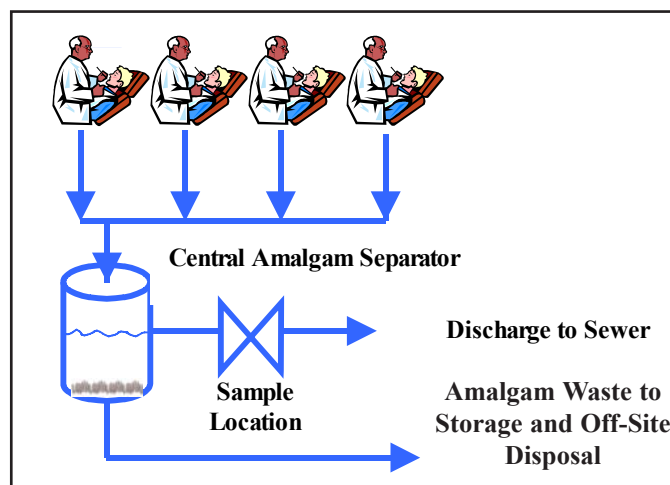 Central Amalgam Separator
Discharge to Sewer
Sample
Location
Amalgam Waste to
Storage and Off-Site
Disposal